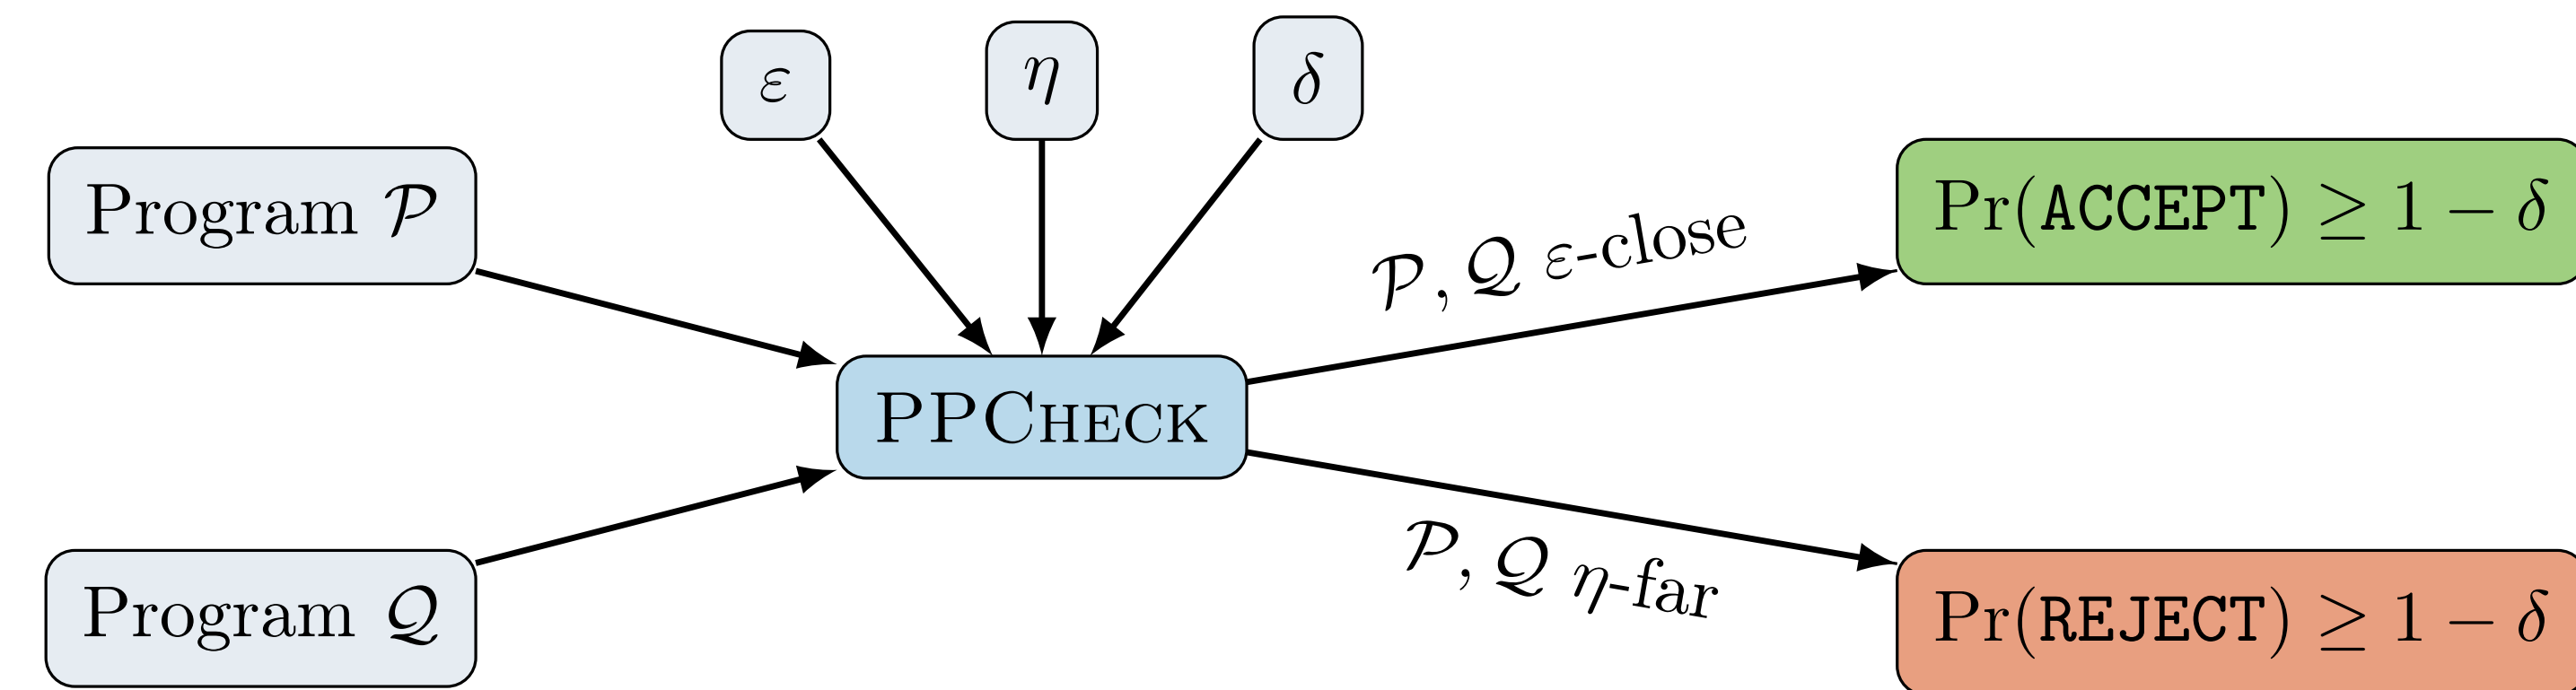 ε
η
δ
Program 𝒫
Pr(ACCEPT) ≥ 1 − δ
𝒫, 𝒬 ε-close
PPCheck
𝒫, 𝒬 η-far
Program 𝒬
Pr(REJECT) ≥ 1 − δ